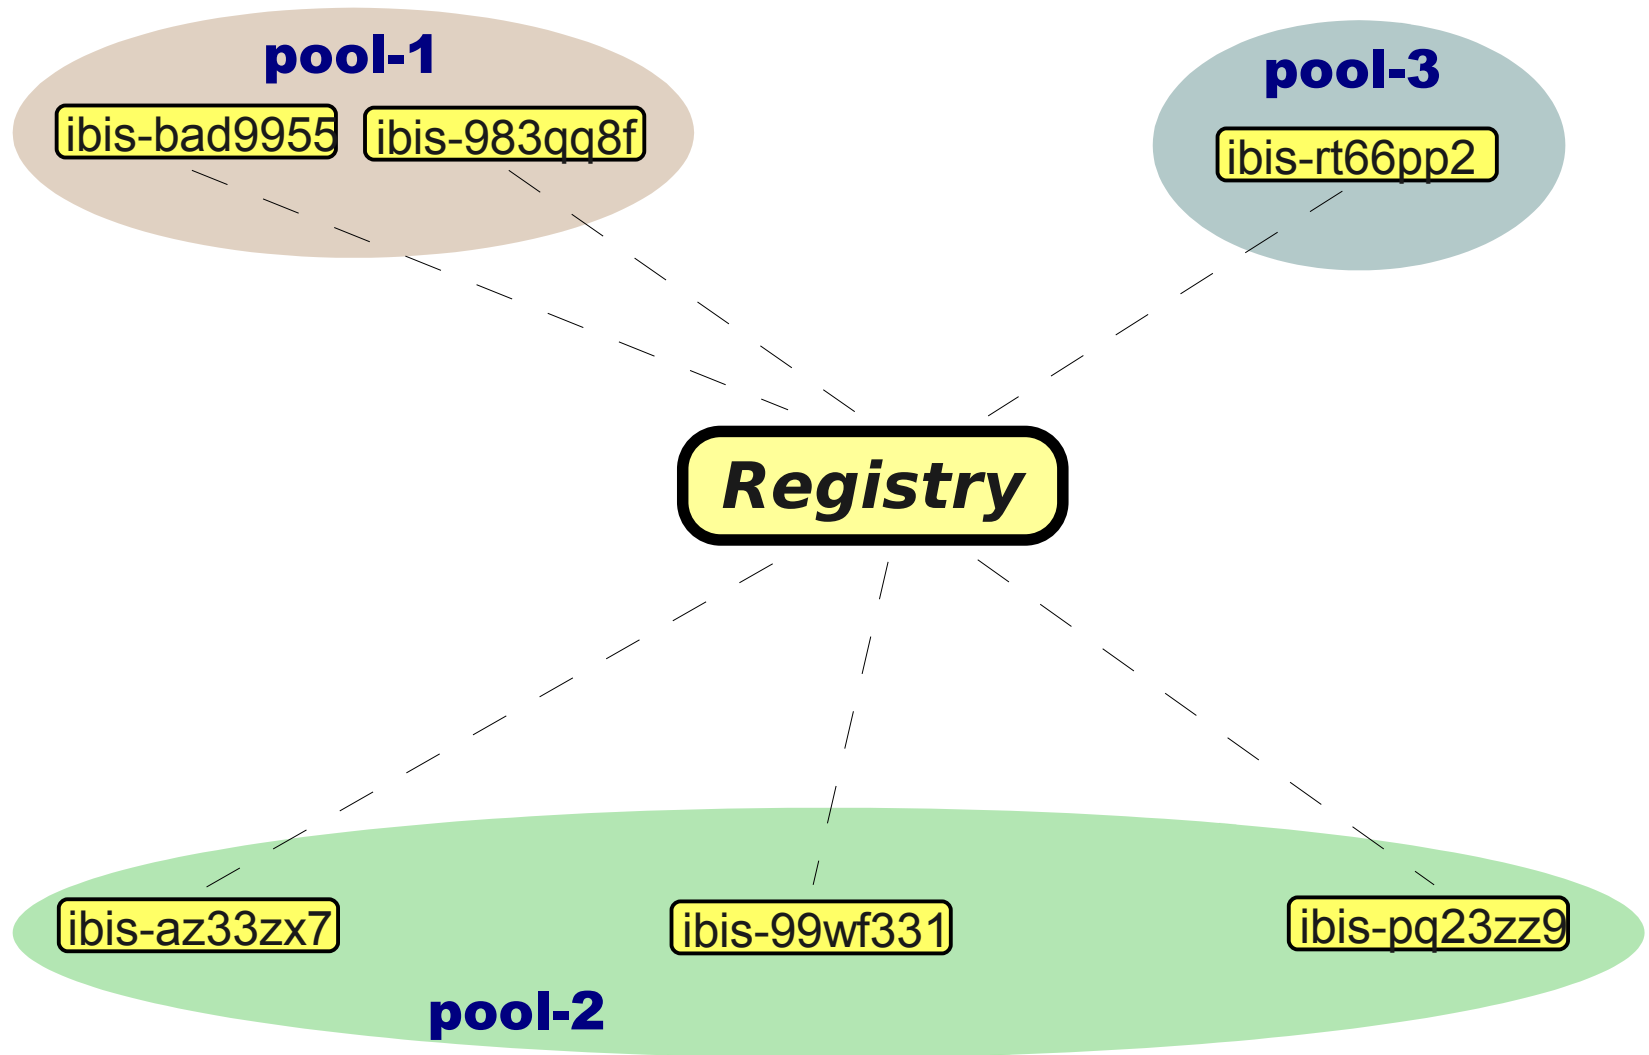 pool-1
ibis-bad9955
ibis-983qq8f
pool-3
ibis-rt66pp2
Registry
ibis-az33zx7
ibis-99wf331
ibis-pq23zz9
pool-2